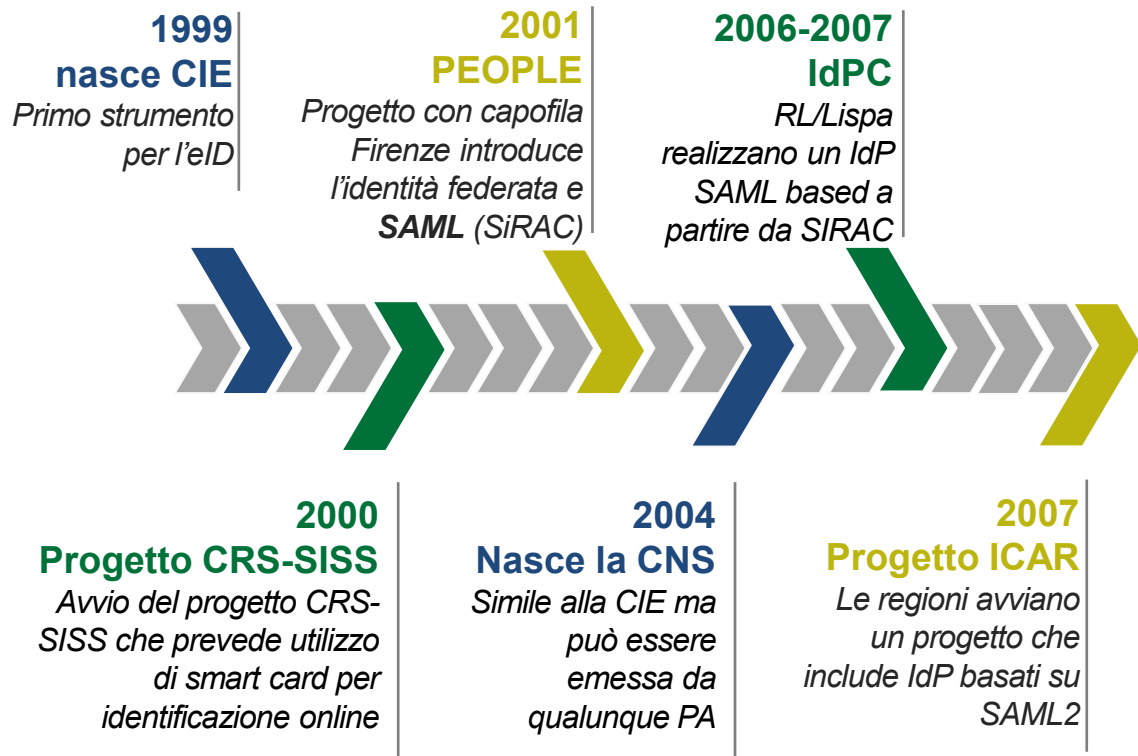 1999
nasce CIE
Primo strumento
per l'eID
2001
PEOPLE
Progetto con capofila
Firenze introduce
l'identità federata e
SAML (SiRAC)
2006-2007
IdPC
RL/Lispa
realizzano un IdP
SAML based a
partire da SIRAC
2000
Progetto CRS-SISS
Avvio del progetto CRS-
SISS che prevede utilizzo
di smart card per
identificazione online
2004
Nasce la CNS
Simile alla CIE ma
può essere
emessa da
qualunque PA
2007
Progetto ICAR
Le regioni avviano
un progetto che
include IdP basati su
SAML2